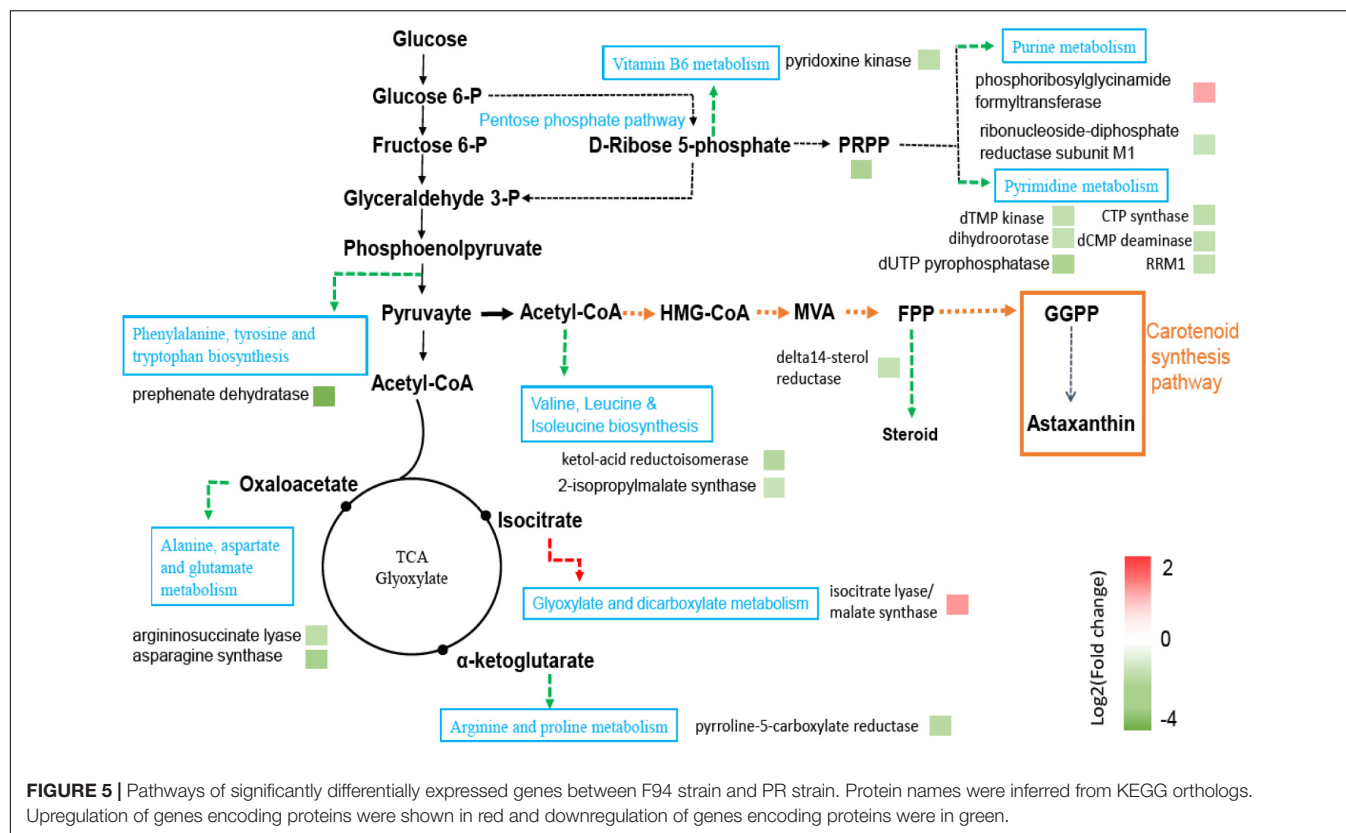 Glucose
Glucose 6-P
Pentose phosphate pathway
Fructose 6-P
Glyceraldehyde 3-P
Phosphoenolpyruvate
Vitamin B6 metabolism
pyridoxine kinase
D-Ribose 5-phosphate
PRPP
Purine metabolism
phosphoribosylglycinamide
formyltransferase
ribonucleoside-diphosphate
reductase subunit M1
Pyrimidine metabolism
dTMP kinase
CTP synthase
dihydroorotase
dCMP deaminase
dUTP pyrophosphatase
RRM1
Pyruvayte
Acetyl-CoA
HMG-CoA
MVA
FPP
GGPP
Astaxanthin
Carotenoid
synthesis
pathway
Phenylalanine, tyrosine and
tryptophan biosynthesis
prephenate dehydratase
Acetyl-CoA
delta14-sterol
reductase
Steroid
Valine, Leucine &
Isoleucine biosynthesis
ketol-acid reductoisomerase
2-isopropylmalate synthase
Oxaloacetate
Isocitrate
Alanine, aspartate
and glutamate
metabolism
TCA
Glyoxylate
Glyoxylate and dicarboxylate metabolism
isocitrate lyase/
malate synthase
argininosuccinate lyase
asparagine synthase
α-ketoglutarate
Arginine and proline metabolism
pyrroline-5-carboxylate reductase
Log2(Fold change)
2
0
-4
FIGURE 5 | Pathways of significantly differentially expressed genes between F94 strain and PR strain. Protein names were inferred from KEGG orthologs.
Upregulation of genes encoding proteins were shown in red and downregulation of genes encoding proteins were in green.